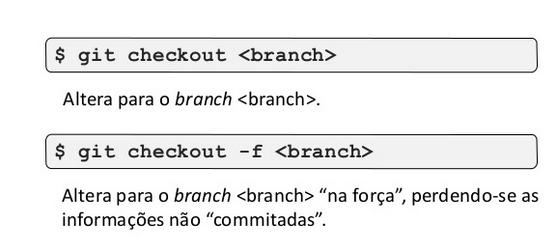 $ git checkout <branch>
Altera para o branch <branch>.
$ git checkout -f <branch>
Altera para o branch <branch> “na força”, perdendo-se as
informações não “commitadas”.